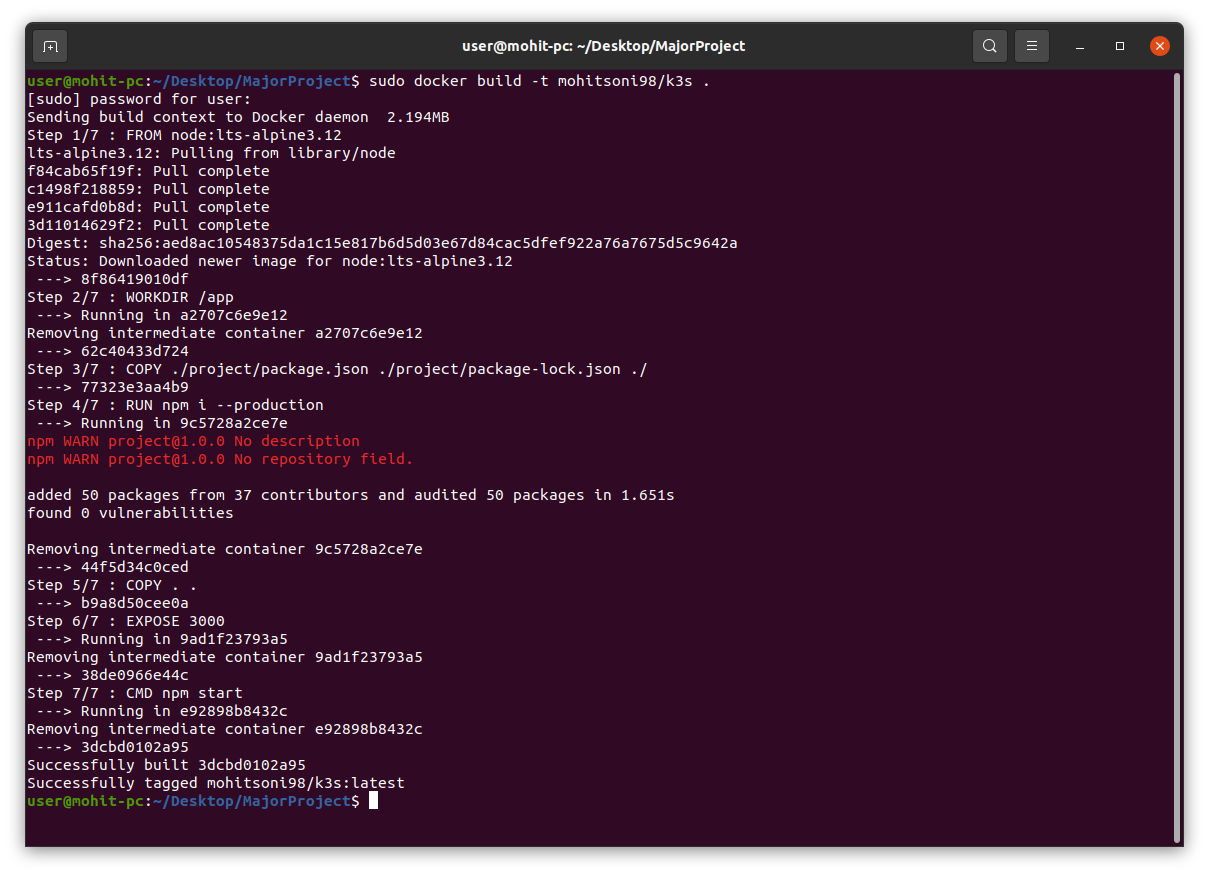 user@mohit-pc: ~/Desktop/MajorProject
user@mohit-pc:~/Desktop/MajorProject$ sudo docker build -t mohitsoni98/k3s .
[sudo] password for user:
Sending build context to Docker daemon  2.194MB
Step 1/7 : FROM node:lts-alpine3.12
lts-alpine3.12: Pulling from library/node
f84cab65f19f: Pull complete
c1498f218859: Pull complete
e911cafd0b8d: Pull complete
3d11014629f2: Pull complete
Digest: sha256:aed8ac10548375da1c15e817b6d5d03e67d84cac5dfef922a76a7675d5c9642a
Status: Downloaded newer image for node:lts-alpine3.12
 ---> 8f86419010df
Step 2/7 : WORKDIR /app
 ---> Running in a2707c6e9e12
Removing intermediate container a2707c6e9e12
 ---> 62c40433d724
Step 3/7 : COPY ./project/package.json ./project/package-lock.json ./
 ---> 77323e3aa4b9
Step 4/7 : RUN npm i --production
 ---> Running in 9c5728a2ce7e
npm WARN project@1.0.0 No description
npm WARN project@1.0.0 No repository field.
added 50 packages from 37 contributors and audited 50 packages in 1.651s
found 0 vulnerabilities
Removing intermediate container 9c5728a2ce7e
 ---> 44f5d34c0ced
Step 5/7 : COPY . .
 ---> b9a8d50cee0a
Step 6/7 : EXPOSE 3000
 ---> Running in 9ad1f23793a5
Removing intermediate container 9ad1f23793a5
 ---> 38de0966e44c
Step 7/7 : CMD npm start
 ---> Running in e92898b8432c
Removing intermediate container e92898b8432c
 ---> 3dcbd0102a95
Successfully built 3dcbd0102a95
Successfully tagged mohitsoni98/k3s:latest
user@mohit-pc:~/Desktop/MajorProject$